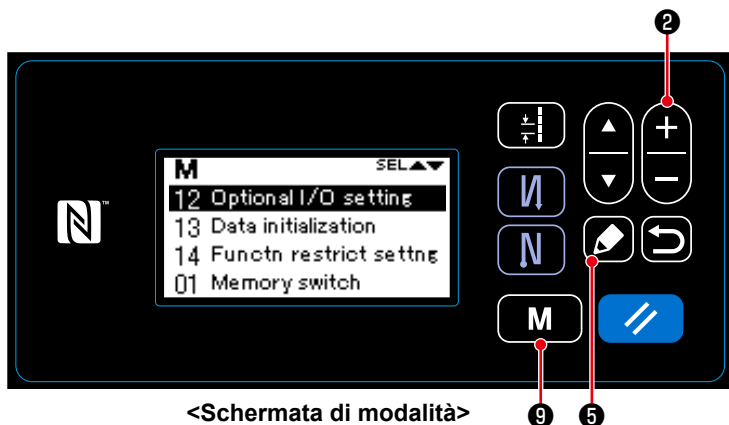 ❷
M SEL▲▼
12 Optional I/O setting
13 Data initialization
14 Functn restrict settng
01 Memory switch
N™
M
<Schermata di modalità>
❾ ❺